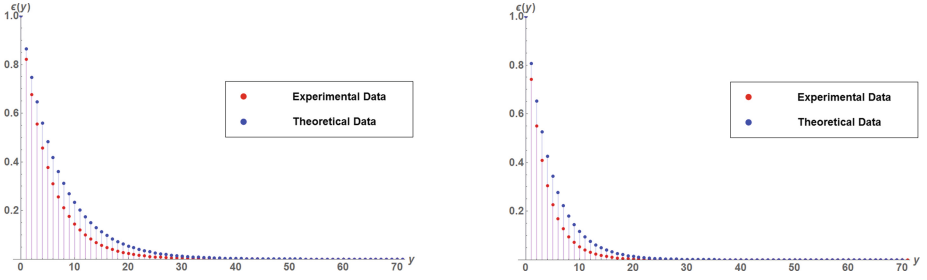 ϵ(y)
1.0
0.8
0.6
0.4
0.2
0 10 20 30 40 50 60 70 y
Experimental Data
Theoretical Data
ϵ(y)
1.0
0.8
0.6
0.4
0.2
0 10 20 30 40 50 60 70 y
Experimental Data
Theoretical Data